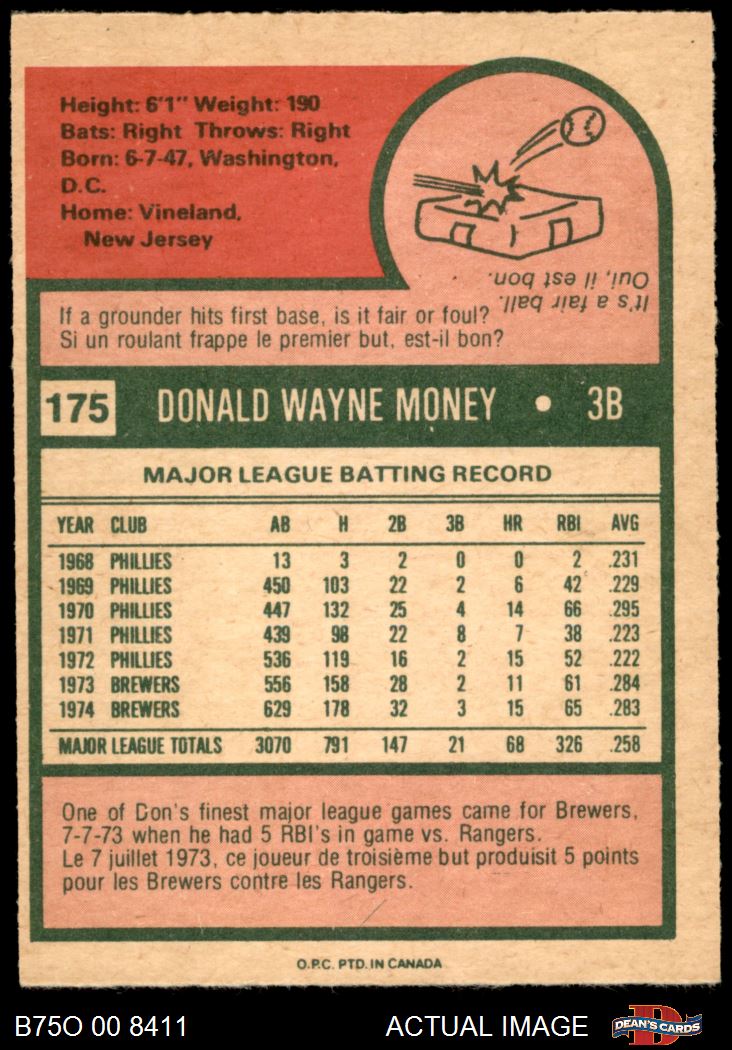 Height: 6'1" Weight: 190
Bats: Right Throws: Right
Born: 6-7-47, Washington,
D.C.
Home: Vineland,
New Jersey
It's a fair ball.
Oui, il est bon.
If a grounder hits first base, is it fair or foul?
Si un roulant frappe le premier but, est-il bon?
175 DONALD WAYNE MONEY • 3B
MAJOR LEAGUE BATTING RECORD
YEAR CLUB AB H 2B 3B HR RBI AVG
1968 PHILLIES 13 3 2 0 0 2 .231
1969 PHILLIES 450 103 22 2 6 42 .229
1970 PHILLIES 447 132 25 4 14 66 .295
1971 PHILLIES 439 98 22 8 7 38 .223
1972 PHILLIES 536 119 16 2 15 52 .222
1973 BREWERS 556 158 28 2 11 61 .284
1974 BREWERS 629 178 32 3 15 65 .283
MAJOR LEAGUE TOTALS 3070 791 147 21 68 326 .258
One of Don's finest major league games came for Brewers,
7-7-73 when he had 5 RBI's in game vs. Rangers.
Le 7 juillet 1973, ce joueur de troisième but produisit 5 points
pour les Brewers contre les Rangers.
O.P.C. PTD. IN CANADA
B75O 00 8411 ACTUAL IMAGE D DEAN'S CARDS